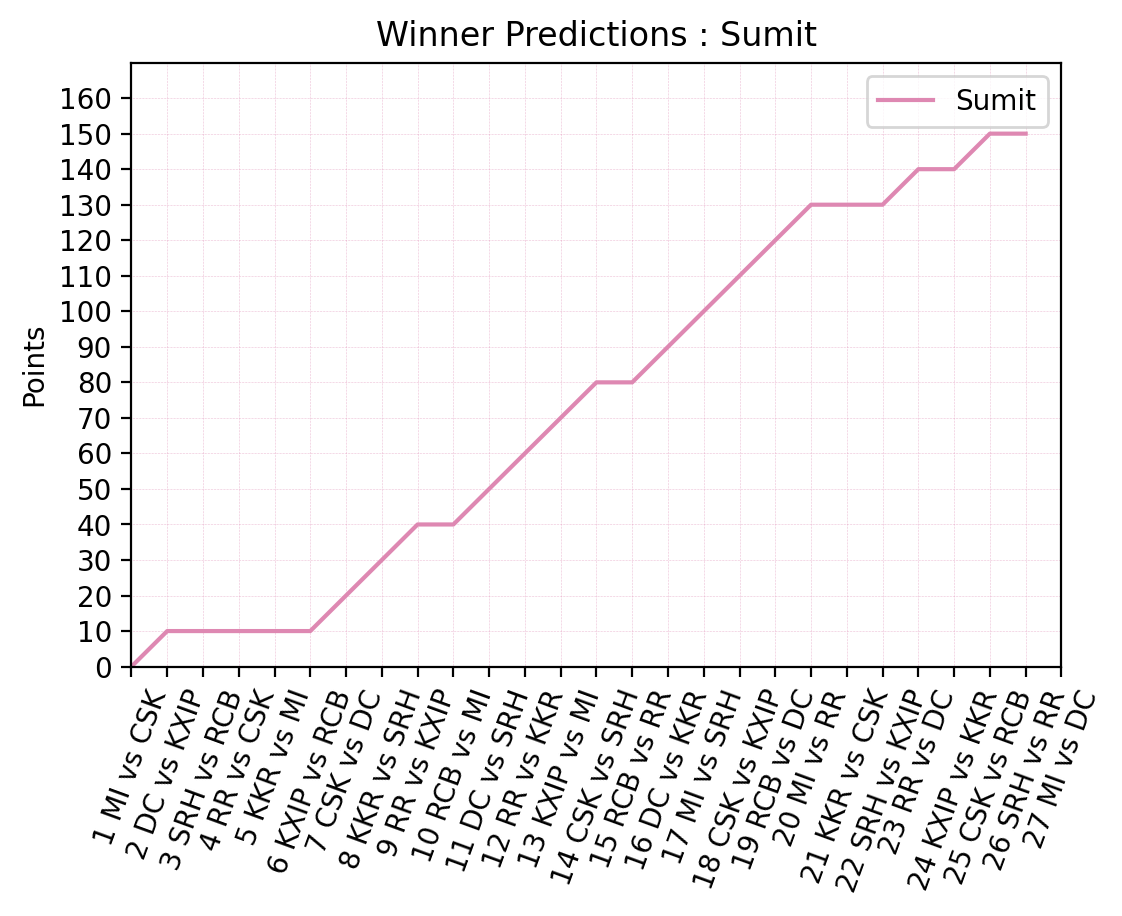 Winner Predictions : Sumit
Sumit
Points
160
150
140
130
120
110
100
90
80
70
60
50
40
30
20
10
0
1 MI vs CSK
2 DC vs KXIP
3 SRH vs RCB
4 RR vs CSK
5 KKR vs MI
6 KXIP vs RCB
7 CSK vs DC
8 KKR vs SRH
9 RR vs KXIP
10 RCB vs MI
11 DC vs SRH
12 RR vs KKR
13 KXIP vs MI
14 CSK vs SRH
15 RCB vs RR
16 DC vs KKR
17 MI vs SRH
18 CSK vs KXIP
19 RCB vs DC
20 MI vs RR
21 KKR vs CSK
22 SRH vs KXIP
23 RR vs DC
24 KXIP vs KKR
25 CSK vs RCB
26 SRH vs RR
27 MI vs DC